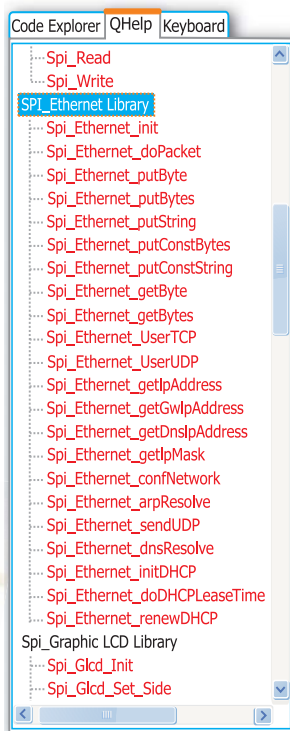 Code Explorer QHelp Keyboard
Spi_Read
Spi_Write
SPI_Ethernet Library
Spi_Ethernet_init
Spi_Ethernet_doPacket
Spi_Ethernet_putByte
Spi_Ethernet_putBytes
Spi_Ethernet_putString
Spi_Ethernet_putConstBytes
Spi_Ethernet_putConstString
Spi_Ethernet_getByte
Spi_Ethernet_getBytes
Spi_Ethernet_UserTCP
Spi_Ethernet_UserUDP
Spi_Ethernet_getIpAddress
Spi_Ethernet_getGwIpAddress
Spi_Ethernet_getDnsIpAddress
Spi_Ethernet_getIpMask
Spi_Ethernet_confNetwork
Spi_Ethernet_arpResolve
Spi_Ethernet_sendUDP
Spi_Ethernet_dnsResolve
Spi_Ethernet_initDHCP
Spi_Ethernet_doDHCPLeaseTime
Spi_Ethernet_renewDHCP
Spi_Graphic LCD Library
Spi_Glcd_Init
Spi_Glcd_Set_Side